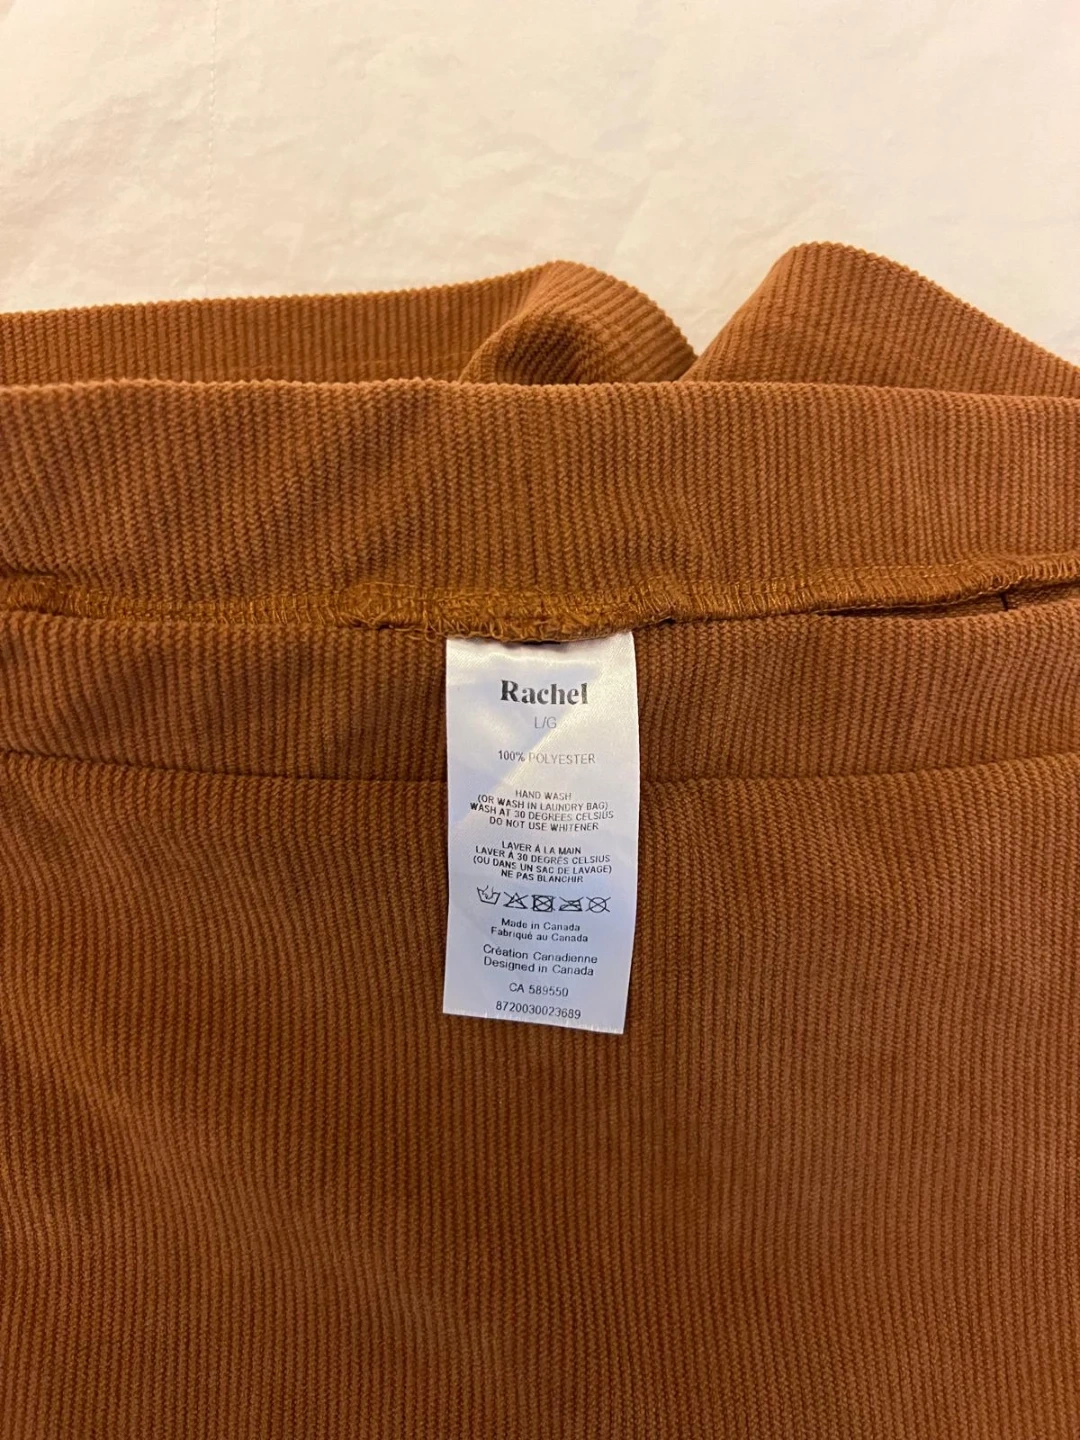 Rachel
L/G
100% POLYESTER
HAND WASH
(OR WASH IN LAUNDRY BAG)
WASH AT 30 DEGREES CELSIUS
DO NOT USE WHITENER
LAVER À LA MAIN
LAVER À 30 DEGRÉS CELSIUS
(OU DANS UN SAC DE LAVAGE)
NE PAS BLANCHIR
Made in Canada
Fabriqué au Canada
Création Canadienne
Designed in Canada
CA 589550
8720030023689